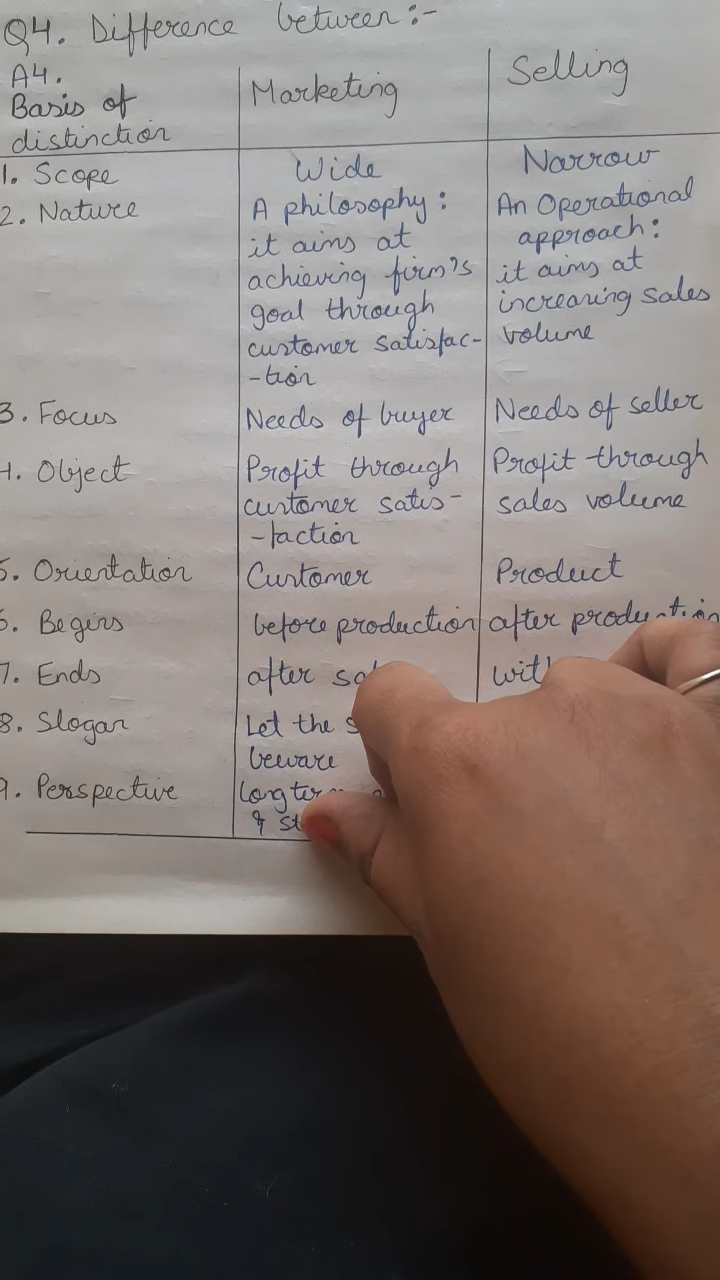 Q4. Difference between :-
A4.
Basis of distinction | Marketing | Selling
1. Scope | Wide | Narrow
2. Nature | A philosophy : | An Operational
it aims at | approach :
achieving firm's | it aims at
goal through | increasing sales
customer satisfac- | volume
-tion
3. Focus | Needs of buyer | Needs of seller
4. Object | Profit through | Profit through
customer satis- | sales volume
-faction
5. Orientation | Customer | Product
6. Begins | before production | after production
7. Ends | after
8. Slogan | Let the
beware
9. Perspective | long
&